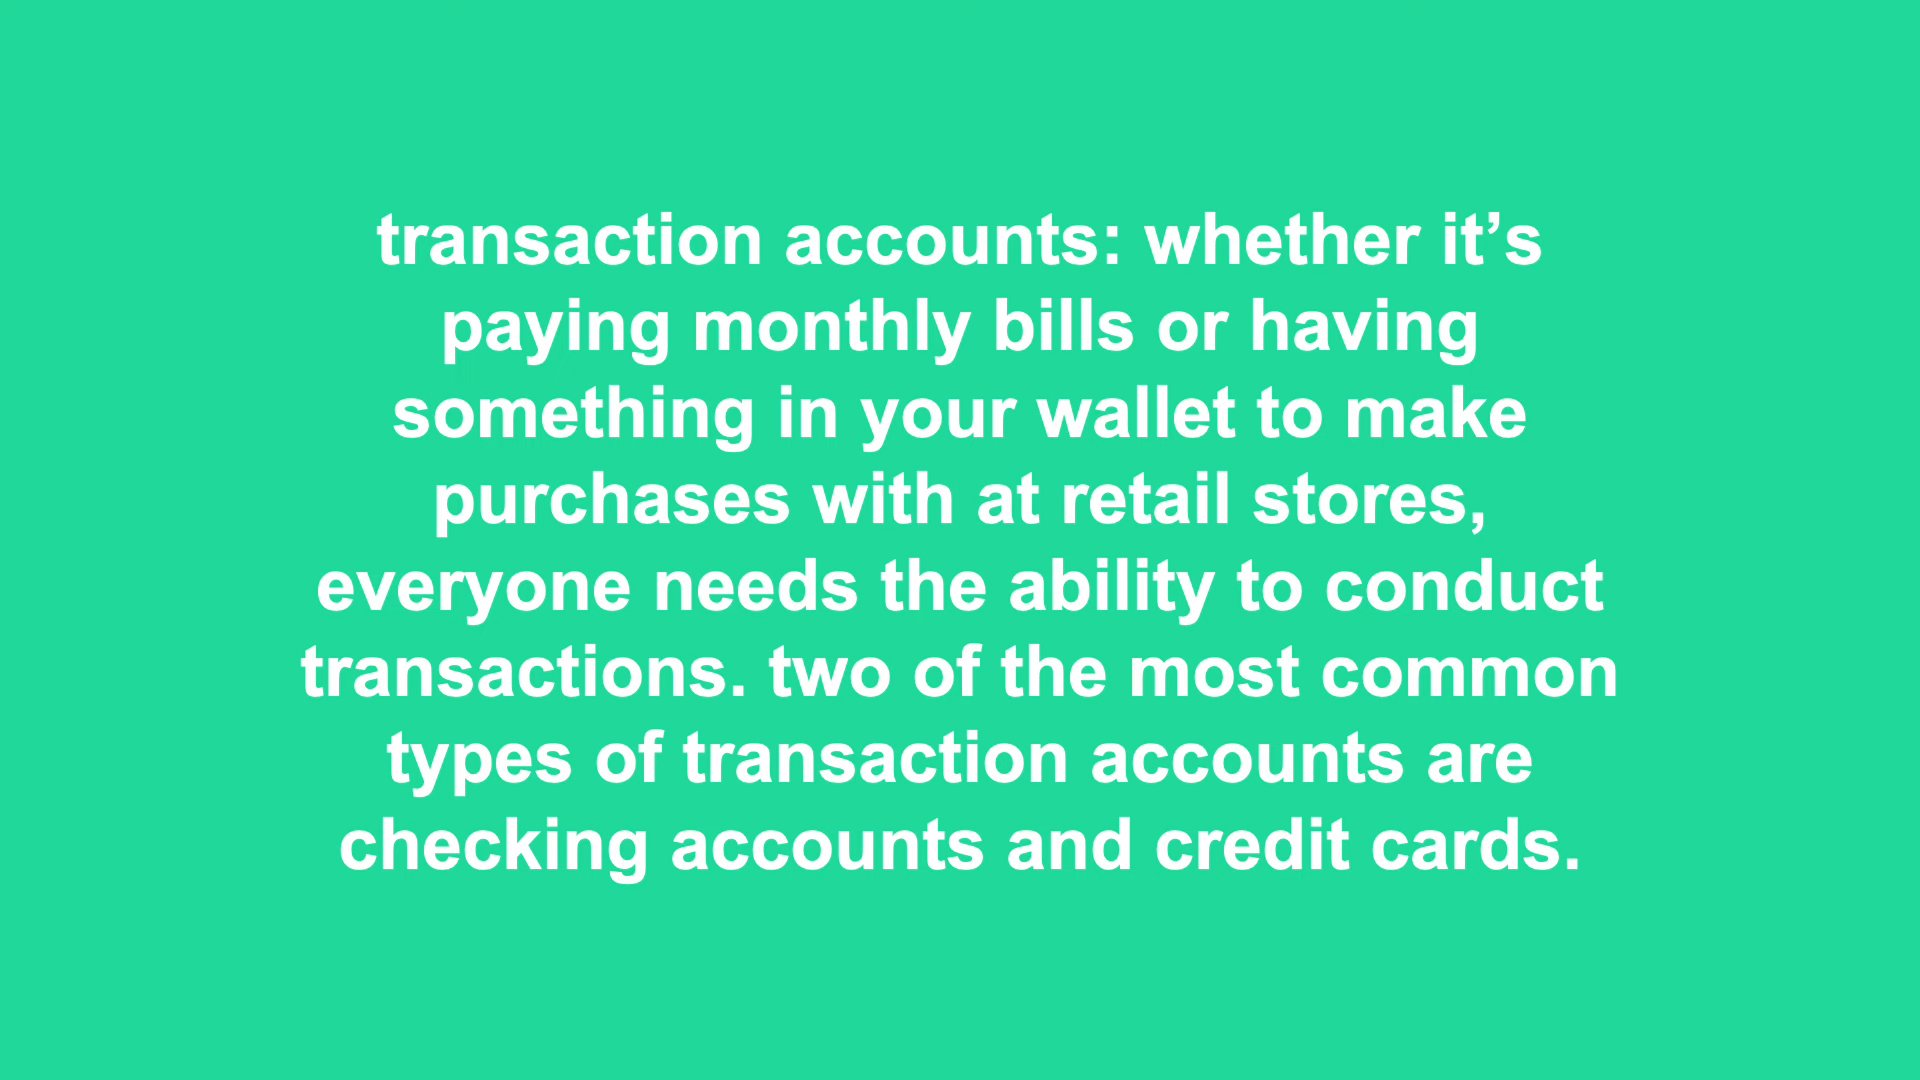 transaction accounts: whether it’s
paying monthly bills or having
something in your wallet to make
purchases with at retail stores,
everyone needs the ability to conduct
transactions. two of the most common
types of transaction accounts are
checking accounts and credit cards.